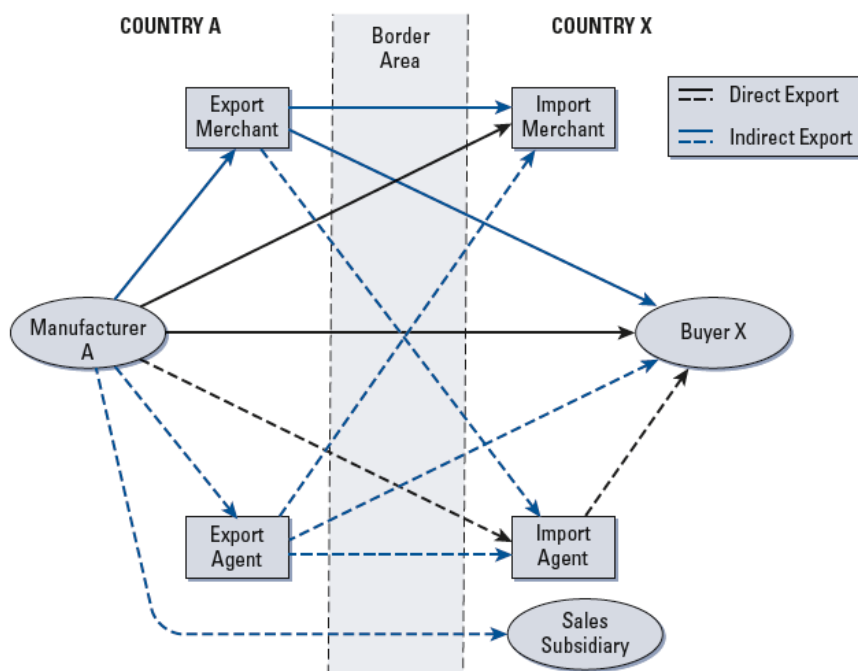 COUNTRY A
Border
Area
COUNTRY X
Export
Merchant
Import
Merchant
Direct Export
Indirect Export
Manufacturer
A
Buyer X
Export
Agent
Import
Agent
Sales
Subsidiary